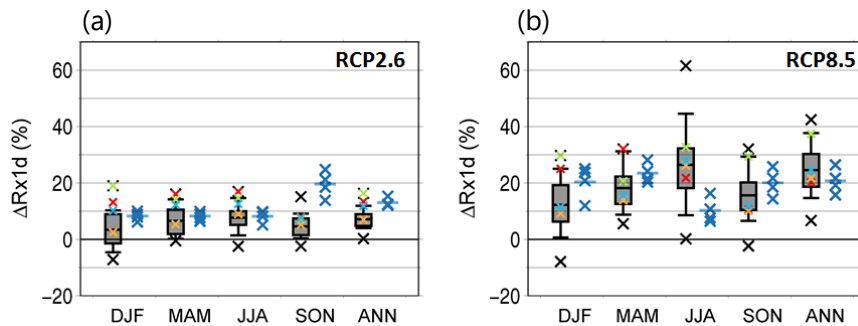 (a)
RCP2.6
ΔRx1d (%)
60
40
20
0
−20
DJF MAM JJA SON ANN
(b)
RCP8.5
ΔRx1d (%)
60
40
20
0
−20
DJF MAM JJA SON ANN